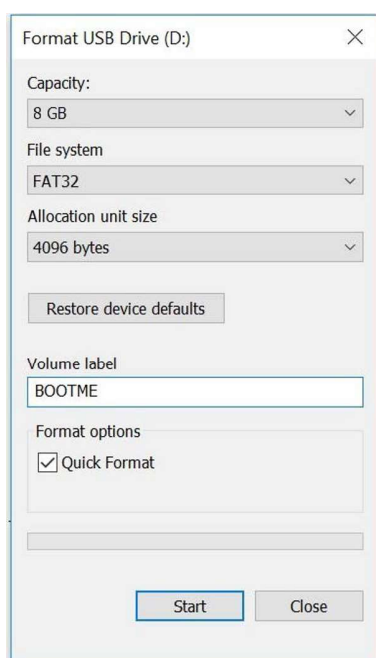 Format USB Drive (D:)
Capacity:
8 GB
File system
FAT32
Allocation unit size
4096 bytes
Restore device defaults
Volume label
BOOTME
Format options
Quick Format
Start Close